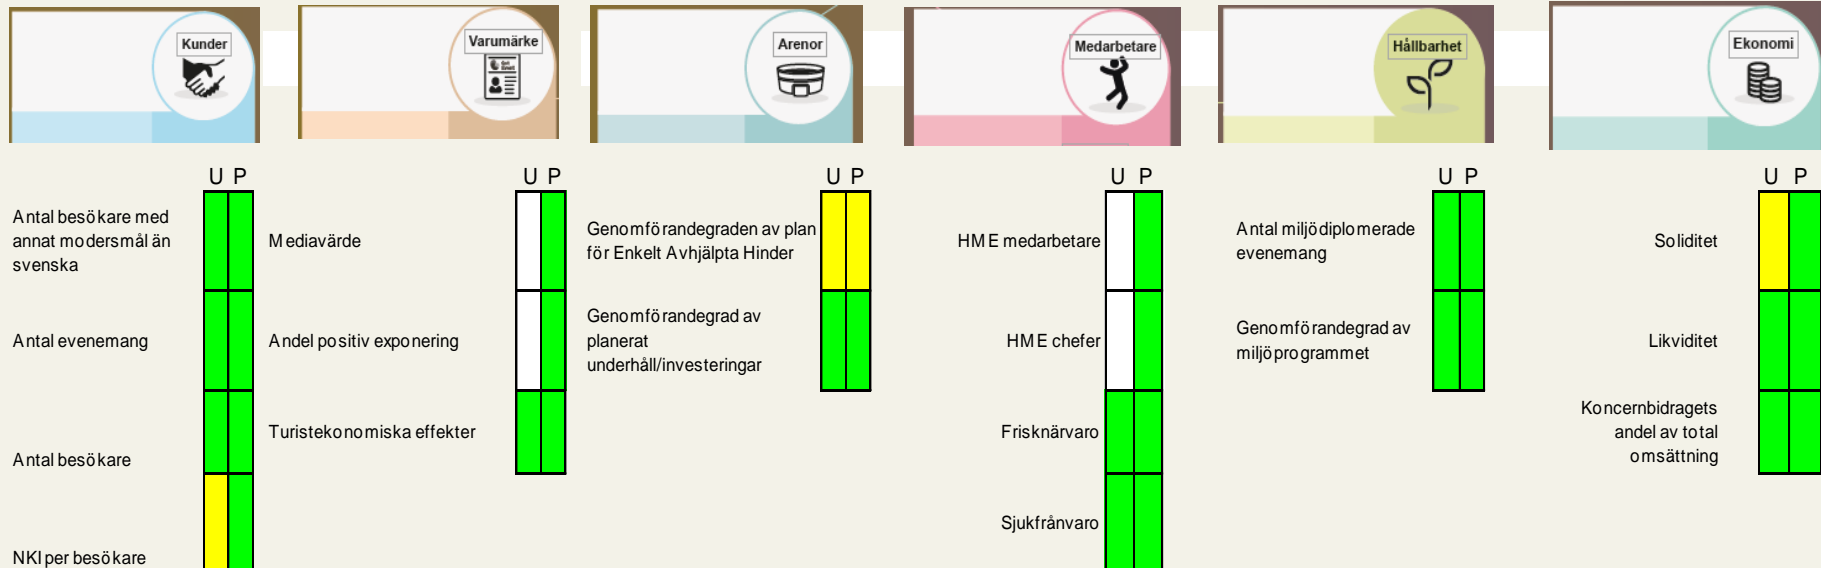 Kunder
Varumärke
Arenor
Medarbetare
Hållbarhet
Ekonomi
U P
Antal besökare med
annat modersmål än
svenska
Antal evenemang
Antal besökare
NKI per besökare
U P
Mediavärde
Andel positiv exponering
Turistekonomiska effekter
U P
Genomförandegraden av plan
för Enkelt Avhjälpta Hinder
Genomförandegrad av
planerat
underhåll/investeringar
U P
HME medarbetare
HME chefer
Frisknärvaro
Sjukfrånvaro
U P
Antal miljödiplomerade
evenemang
Genomförandegrad av
miljöprogrammet
U P
Soliditet
Likviditet
Koncernbidragets
andel av total
omsättning